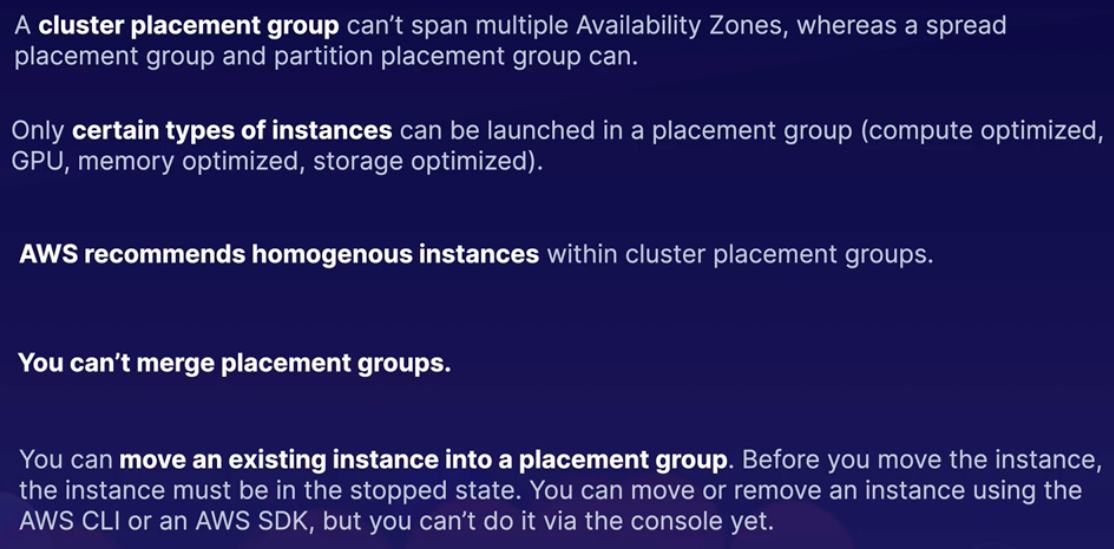 A cluster placement group can’t span multiple Availability Zones, whereas a spread
placement group and partition placement group can.
Only certain types of instances can be launched in a placement group (compute optimized,
GPU, memory optimized, storage optimized).
AWS recommends homogenous instances within cluster placement groups.
You can’t merge placement groups.
You can move an existing instance into a placement group. Before you move the instance,
the instance must be in the stopped state. You can move or remove an instance using the
AWS CLI or an AWS SDK, but you can’t do it via the console yet.